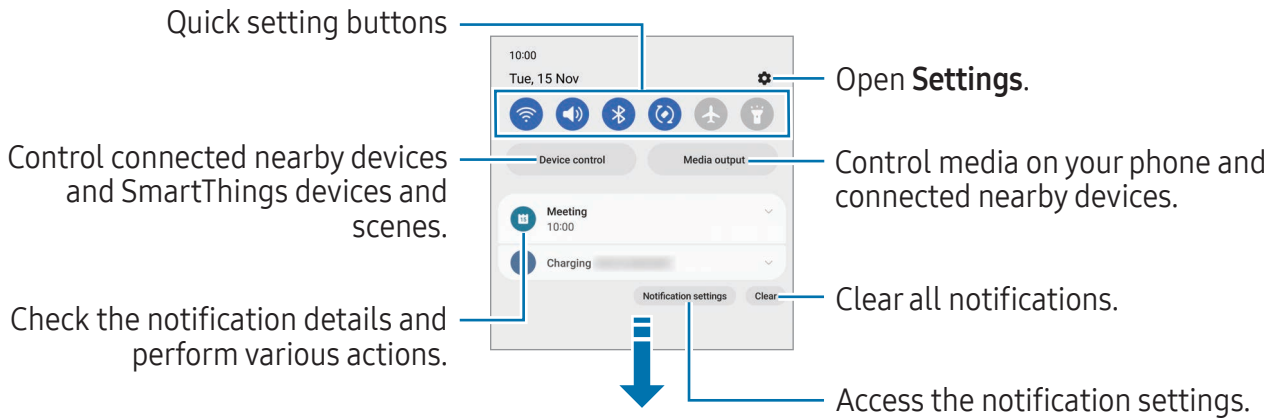 Quick setting buttons
10:00
Tue, 15 Nov
Open Settings.
Control connected nearby devices
and SmartThings devices and
scenes.
Device control
Media output
Control media on your phone and
connected nearby devices.
Meeting
10:00
Charging
Notification settings
Clear
Clear all notifications.
Check the notification details and
perform various actions.
Access the notification settings.